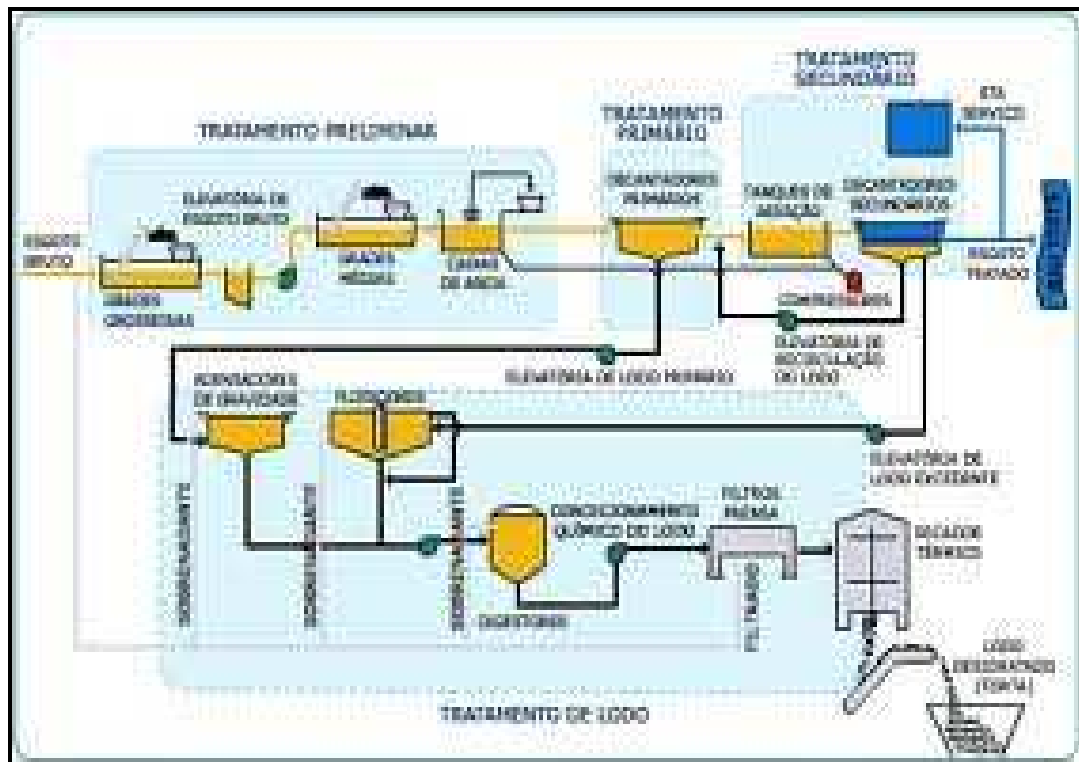 TRATAMENTO PRELIMINAR
TRATAMENTO
PRIMÁRIO
TRATAMENTO
SECUNDÁRIO
ETA
SERVIÇO
ESGOTO
BRUTO
GRADES
GROSSEIRAS
ELEVATÓRIA DE
ESGOTO BRUTO
GRADES
MÉDIAS
CAIXAS
DE AREIA
DECANTADORES
PRIMÁRIOS
TANQUES DE
AERAÇÃO
DECANTADORES
SECUNDÁRIOS
ESGOTO
TRATADO
COMPRESSORES
ELEVATÓRIA DE
RECIRCULAÇÃO
DO LODO
ELEVATÓRIA DE LODO PRIMÁRIO
ADENSADORES
DE GRAVIDADE
FLOTADORES
ELEVATÓRIA DE
LODO EXCEDENTE
SOBRENADANTE
SOBRENADANTE
SOBRENADANTE
DIGESTORES
CONDICIONAMENTO
QUÍMICO DO LODO
FILTROS
PRENSA
FILTRADO
SECADOR
TÉRMICO
LODO
DESIDRATADO
(TORTA)
TRATAMENTO DE LODO